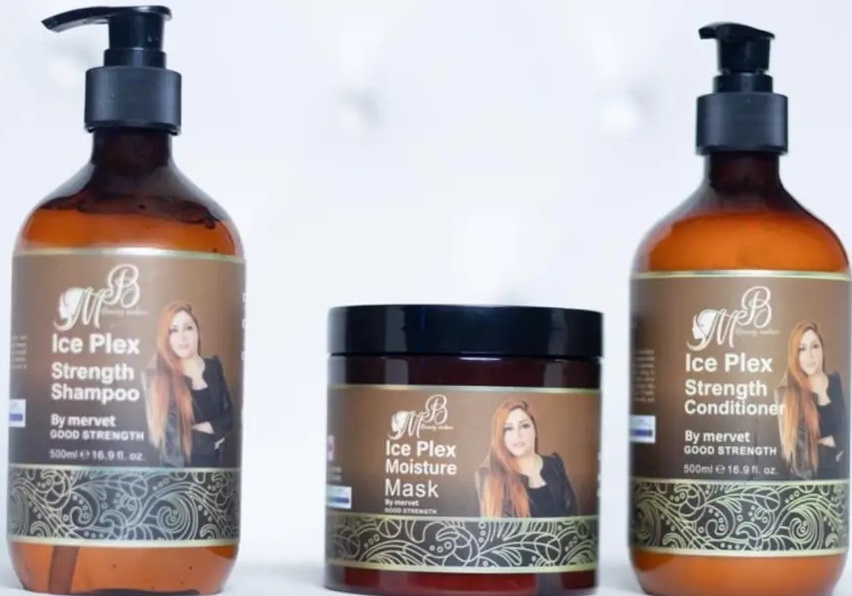 MB
Ice Plex
Strength
Shampoo
By mervet
GOOD STRENGTH
500ml ℮ 16.9 fl. oz.
MB
Ice Plex
Moisture
Mask
By mervet
GOOD STRENGTH
MB
Ice Plex
Strength
Conditioner
By mervet
GOOD STRENGTH
500ml ℮ 16.9 fl. oz.